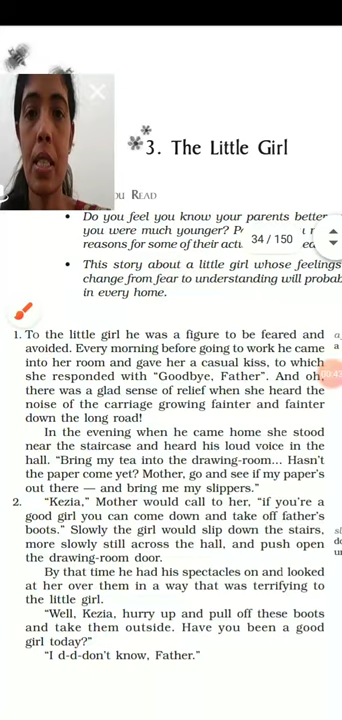 3. The Little Girl
READ
• Do you feel you know your parents better
you were much younger?
34 / 150
reasons for some of their
• This story about a little girl whose feelings
change from fear to understanding will
in every home.
1. To the little girl he was a figure to be feared and
avoided. Every morning before going to work he came
into her room and gave her a casual kiss, to which
she responded with “Goodbye, Father”. And oh,
there was a glad sense of relief when she heard the
noise of the carriage growing fainter and fainter
down the long road!
In the evening when he came home she stood
near the staircase and heard his loud voice in the
hall. “Bring my tea into the drawing-room... Hasn’t
the paper come yet? Mother, go and see if my paper’s
out there — and bring me my slippers.”
2. “Kezia,” Mother would call to her, “if you’re a
good girl you can come down and take off father’s
boots.” Slowly the girl would slip down the stairs,
more slowly still across the hall, and push open
the drawing-room door.
By that time he had his spectacles on and looked
at her over them in a way that was terrifying to
the little girl.
“Well, Kezia, hurry up and pull off these boots
and take them outside. Have you been a good
girl today?”
“I d-d-don’t know, Father.”